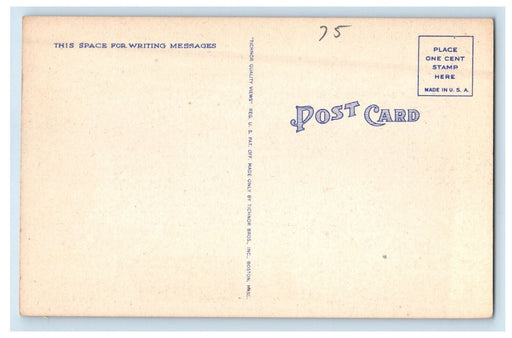 75
THIS SPACE FOR WRITING MESSAGES
"TICHNOR QUALITY VIEWS" REG. U. S. PAT. OFF. MADE ONLY BY TICHNOR BROS., INC., BOSTON, MASS.
PLACE
ONE CENT
STAMP
HERE
MADE IN U. S. A.
POST CARD